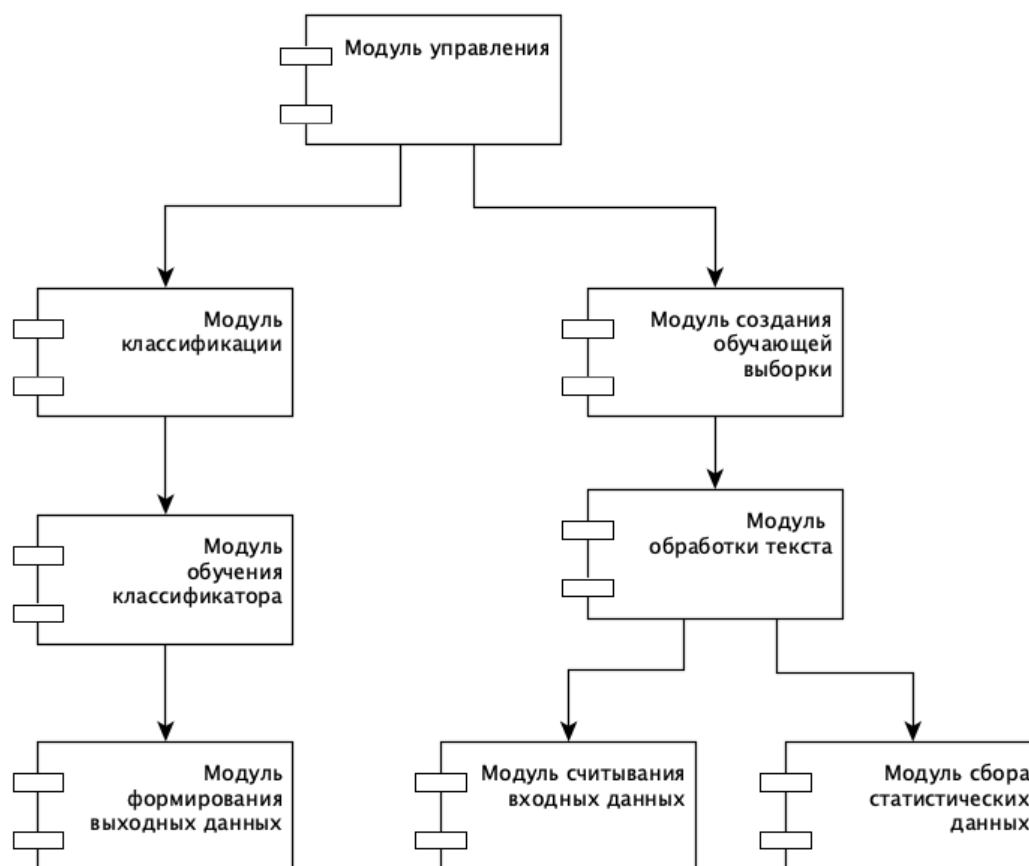 Модуль управления
Модуль
классификации
Модуль создания
обучающей
выборки
Модуль
обучения
классификатора
Модуль
обработки текста
Модуль
формирования
выходных данных
Модуль считывания
входных данных
Модуль сбора
статистических
данных